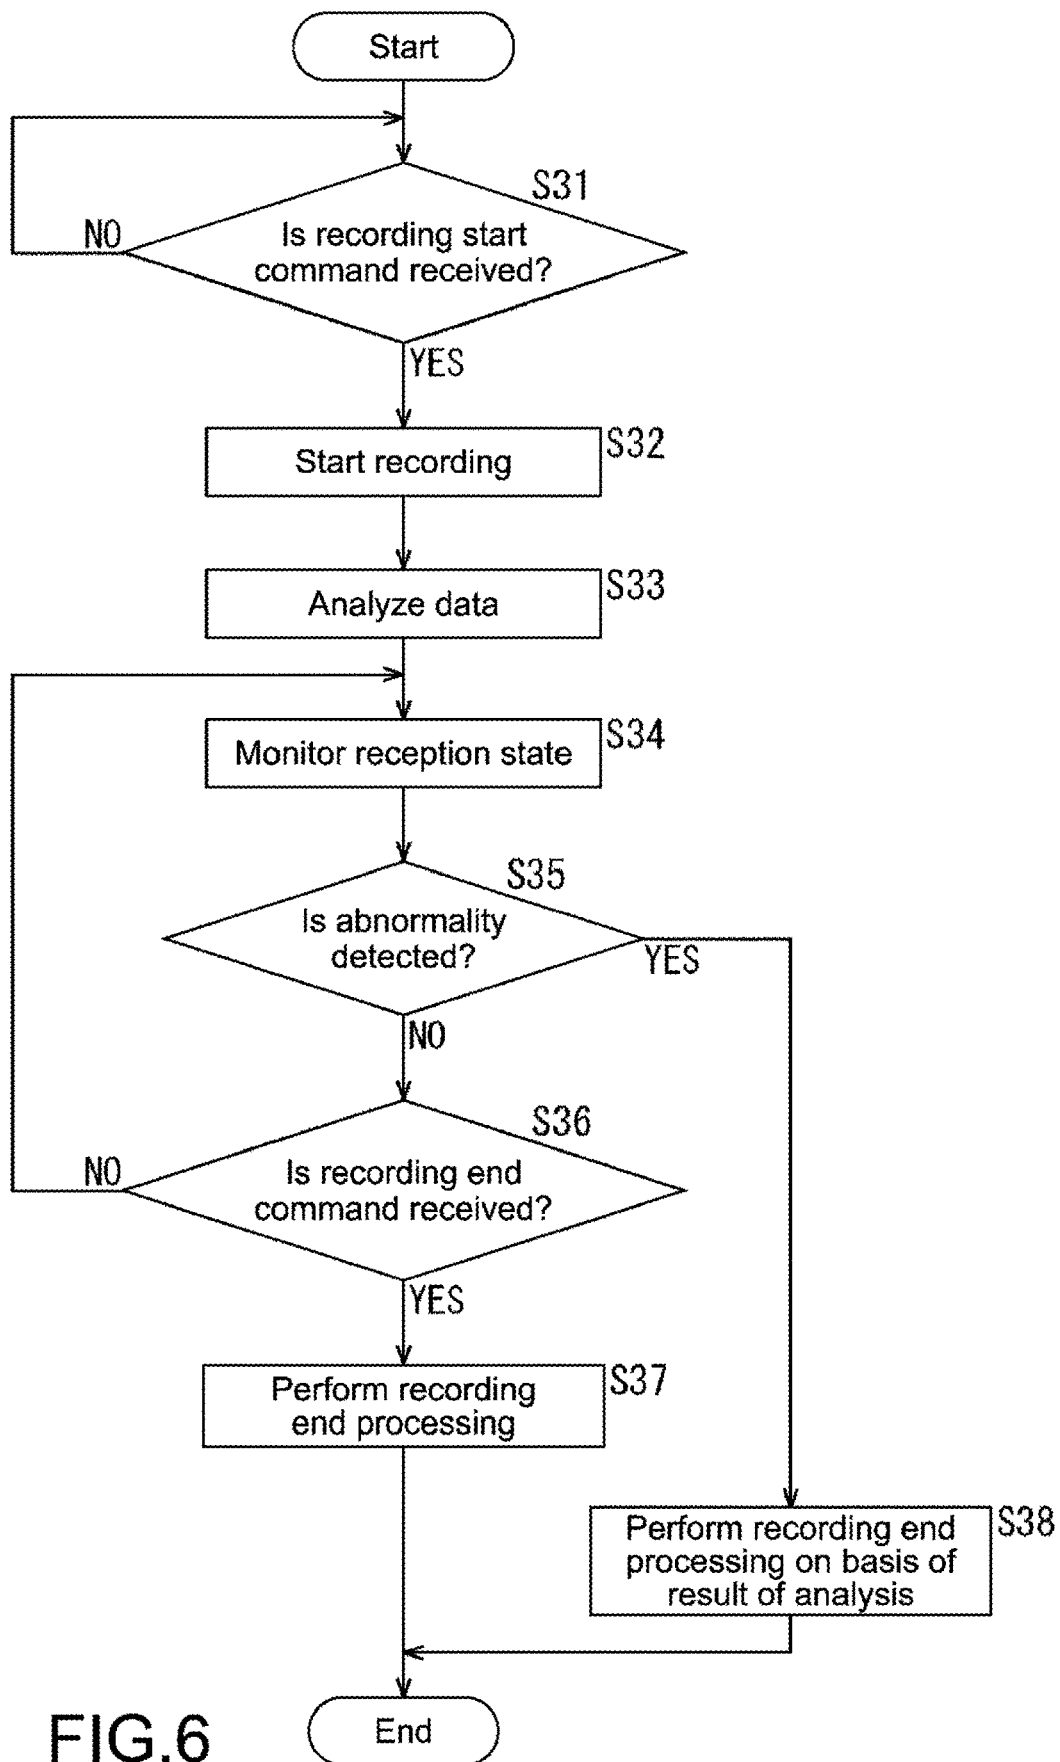 Start
S31
Is recording start
command received?
NO
YES
Start recording
S32
Analyze data
S33
Monitor reception state
S34
S35
Is abnormality
detected?
YES
NO
S36
Is recording end
command received?
NO
YES
Perform recording
end processing
S37
Perform recording end
processing on basis of
result of analysis
S38
End
FIG.6